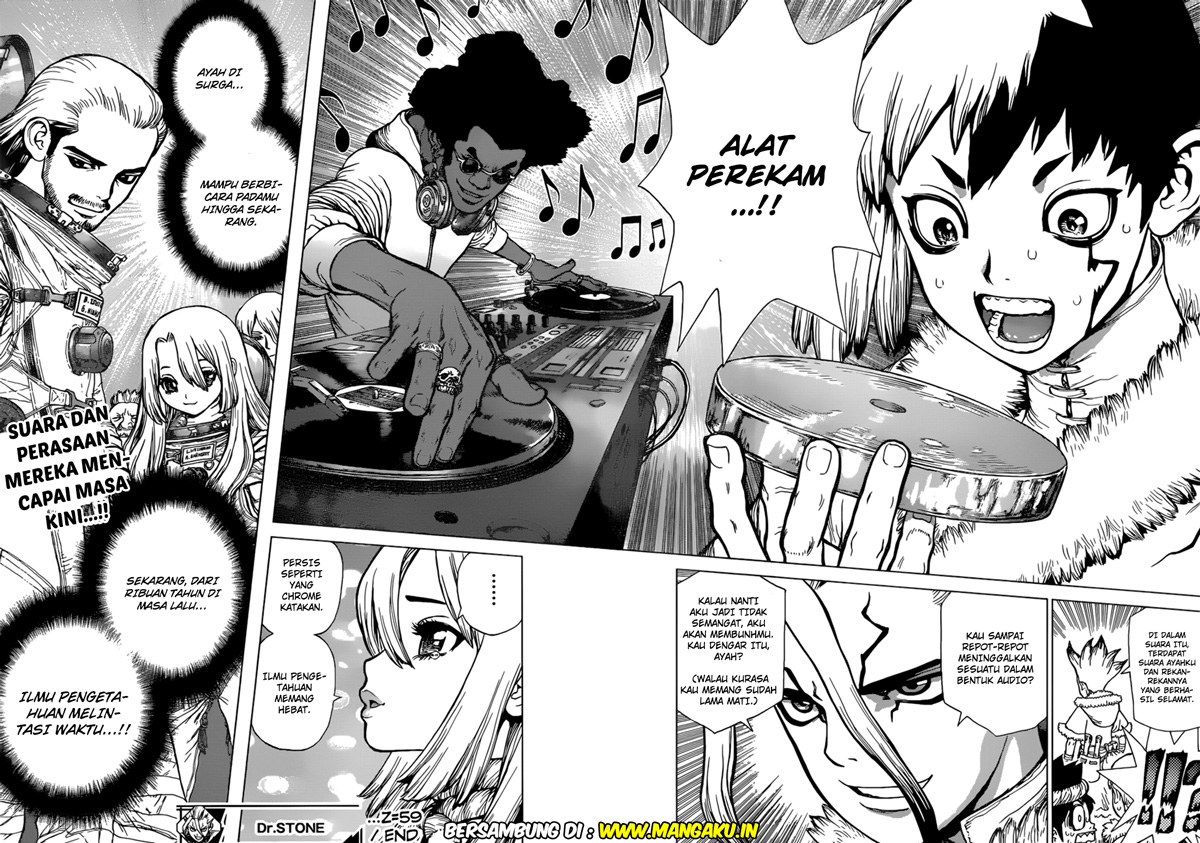 ALAT
PEREKAM
...!!
DI DALAM
SUARA ITU,
TERDAPAT
SUARA AYAHKU
DAN REKAN-
REKANNYA
YANG BERHA-
SIL SELAMAT.
KAU SAMPAI
REPOT-REPOT
MENINGGALKAN
SESUATU DALAM
BENTUK AUDIO?
KALAU NANTI
AKU JADI TIDAK
SEMANGAT, AKU
AKAN MEMBUNHMU.
KAU DENGAR ITU,
AYAH?
(WALAU KURASA
KAU MEMANG SUDAH
LAMA MATI.)
........
PERSIS
SEPERTI
YANG
CHROME
KATAKAN.
ILMU PENGE-
TAHUAN
MEMANG
HEBAT.
AYAH DI
SURGA...
MAMPU BERBI-
CARA PADAMU
HINGGA SEKA-
RANG.
SUARA DAN
PERASAAN
MEREKA MEN-
CAPAI MASA
KINI...!!
SEKARANG, DARI
RIBUAN TAHUN DI
MASA LALU...
ILMU PENGETA-
HUAN MELIN-
TASI WAKTU...!!
Dr.STONE
...Z=59
/ END
BERSAMBUNG DI : WWW.MANGAKU.IN